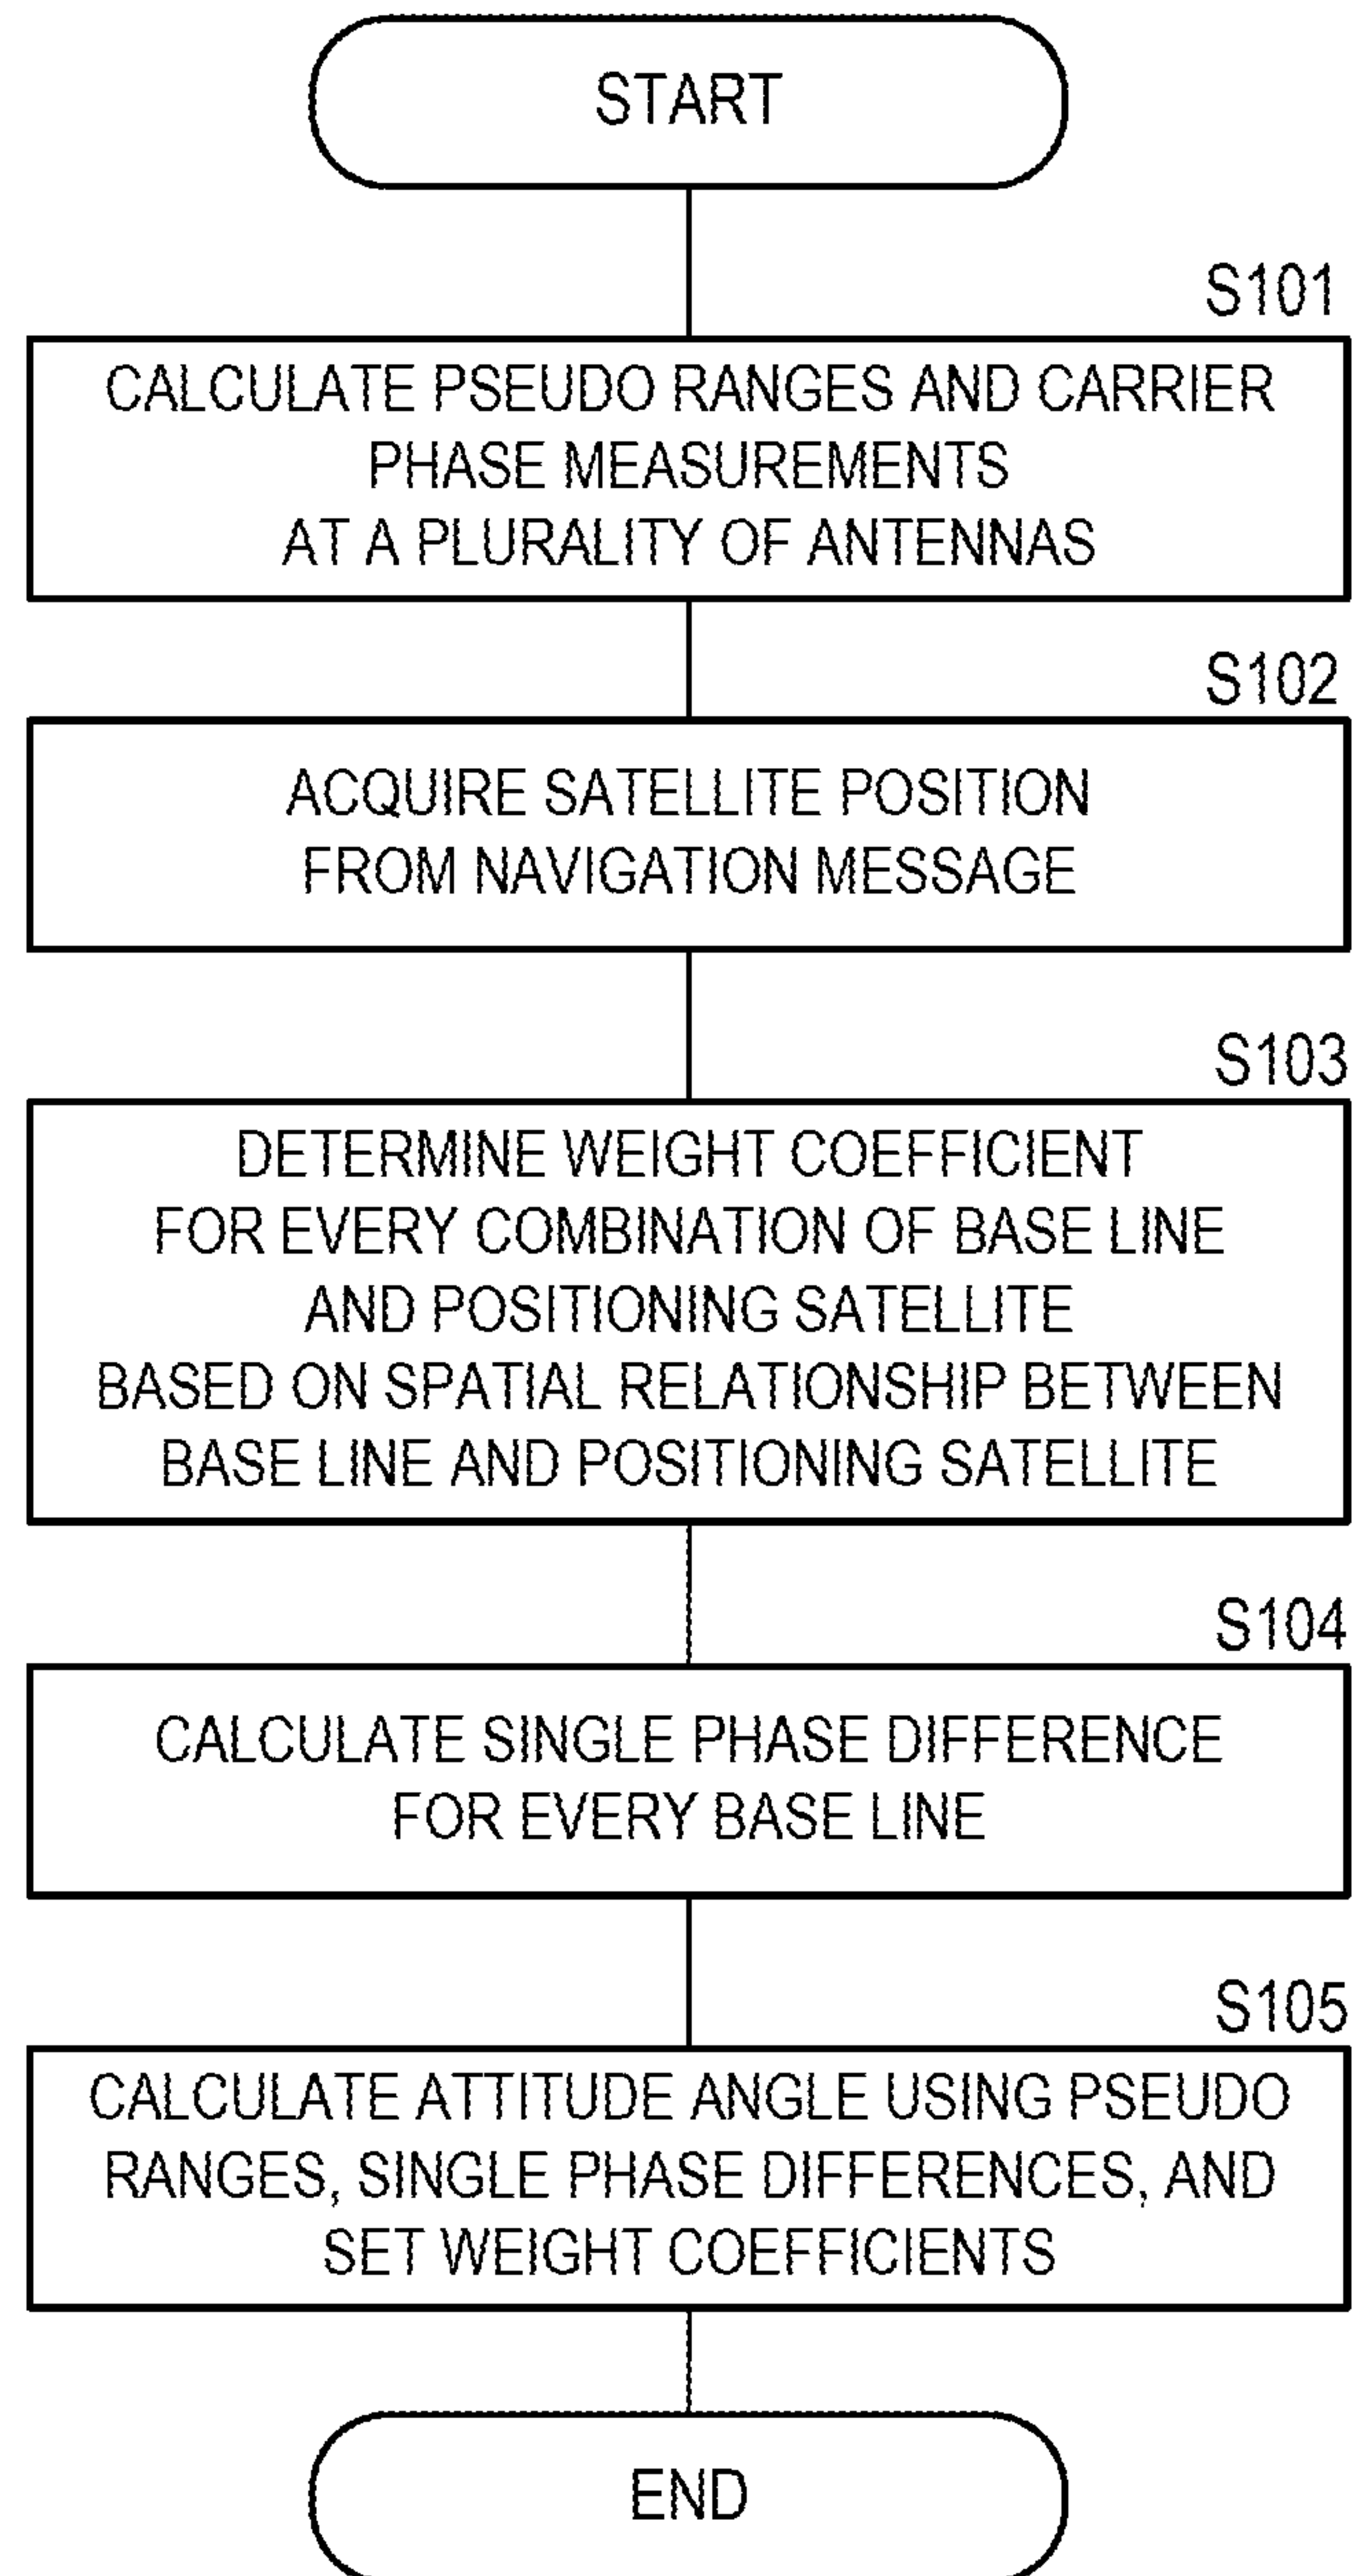 START
S101
CALCULATE PSEUDO RANGES AND CARRIER
PHASE MEASUREMENTS
AT A PLURALITY OF ANTENNAS
S102
ACQUIRE SATELLITE POSITION
FROM NAVIGATION MESSAGE
S103
DETERMINE WEIGHT COEFFICIENT
FOR EVERY COMBINATION OF BASE LINE
AND POSITIONING SATELLITE
BASED ON SPATIAL RELATIONSHIP BETWEEN
BASE LINE AND POSITIONING SATELLITE
S104
CALCULATE SINGLE PHASE DIFFERENCE
FOR EVERY BASE LINE
S105
CALCULATE ATTITUDE ANGLE USING PSEUDO
RANGES, SINGLE PHASE DIFFERENCES, AND
SET WEIGHT COEFFICIENTS
END